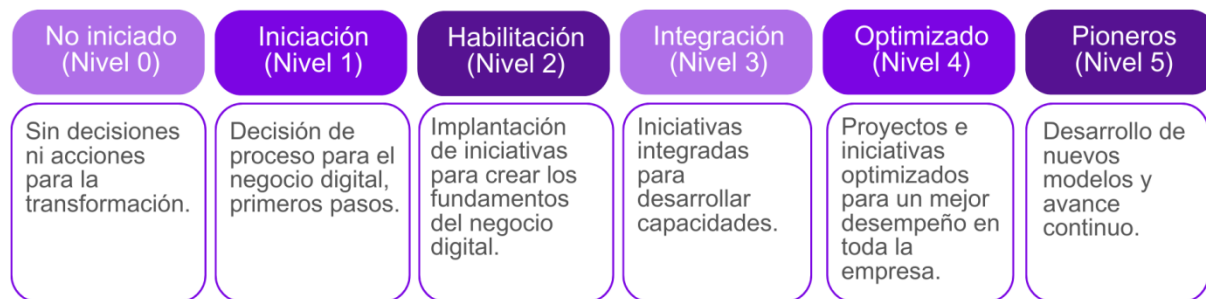 No iniciado
(Nivel 0)
Sin decisiones
ni acciones
para la
transformación.
Iniciación
(Nivel 1)
Decisión de
proceso para el
negocio digital,
primeros pasos.
Habilitación
(Nivel 2)
Implantación
de iniciativas
para crear los
fundamentos
del negocio
digital.
Integración
(Nivel 3)
Iniciativas
integradas
para
desarrollar
capacidades.
Optimizado
(Nivel 4)
Proyectos e
iniciativas
optimizados
para un mejor
desempeño en
toda la
empresa.
Pioneros
(Nivel 5)
Desarrollo de
nuevos
modelos y
avance
continuo.